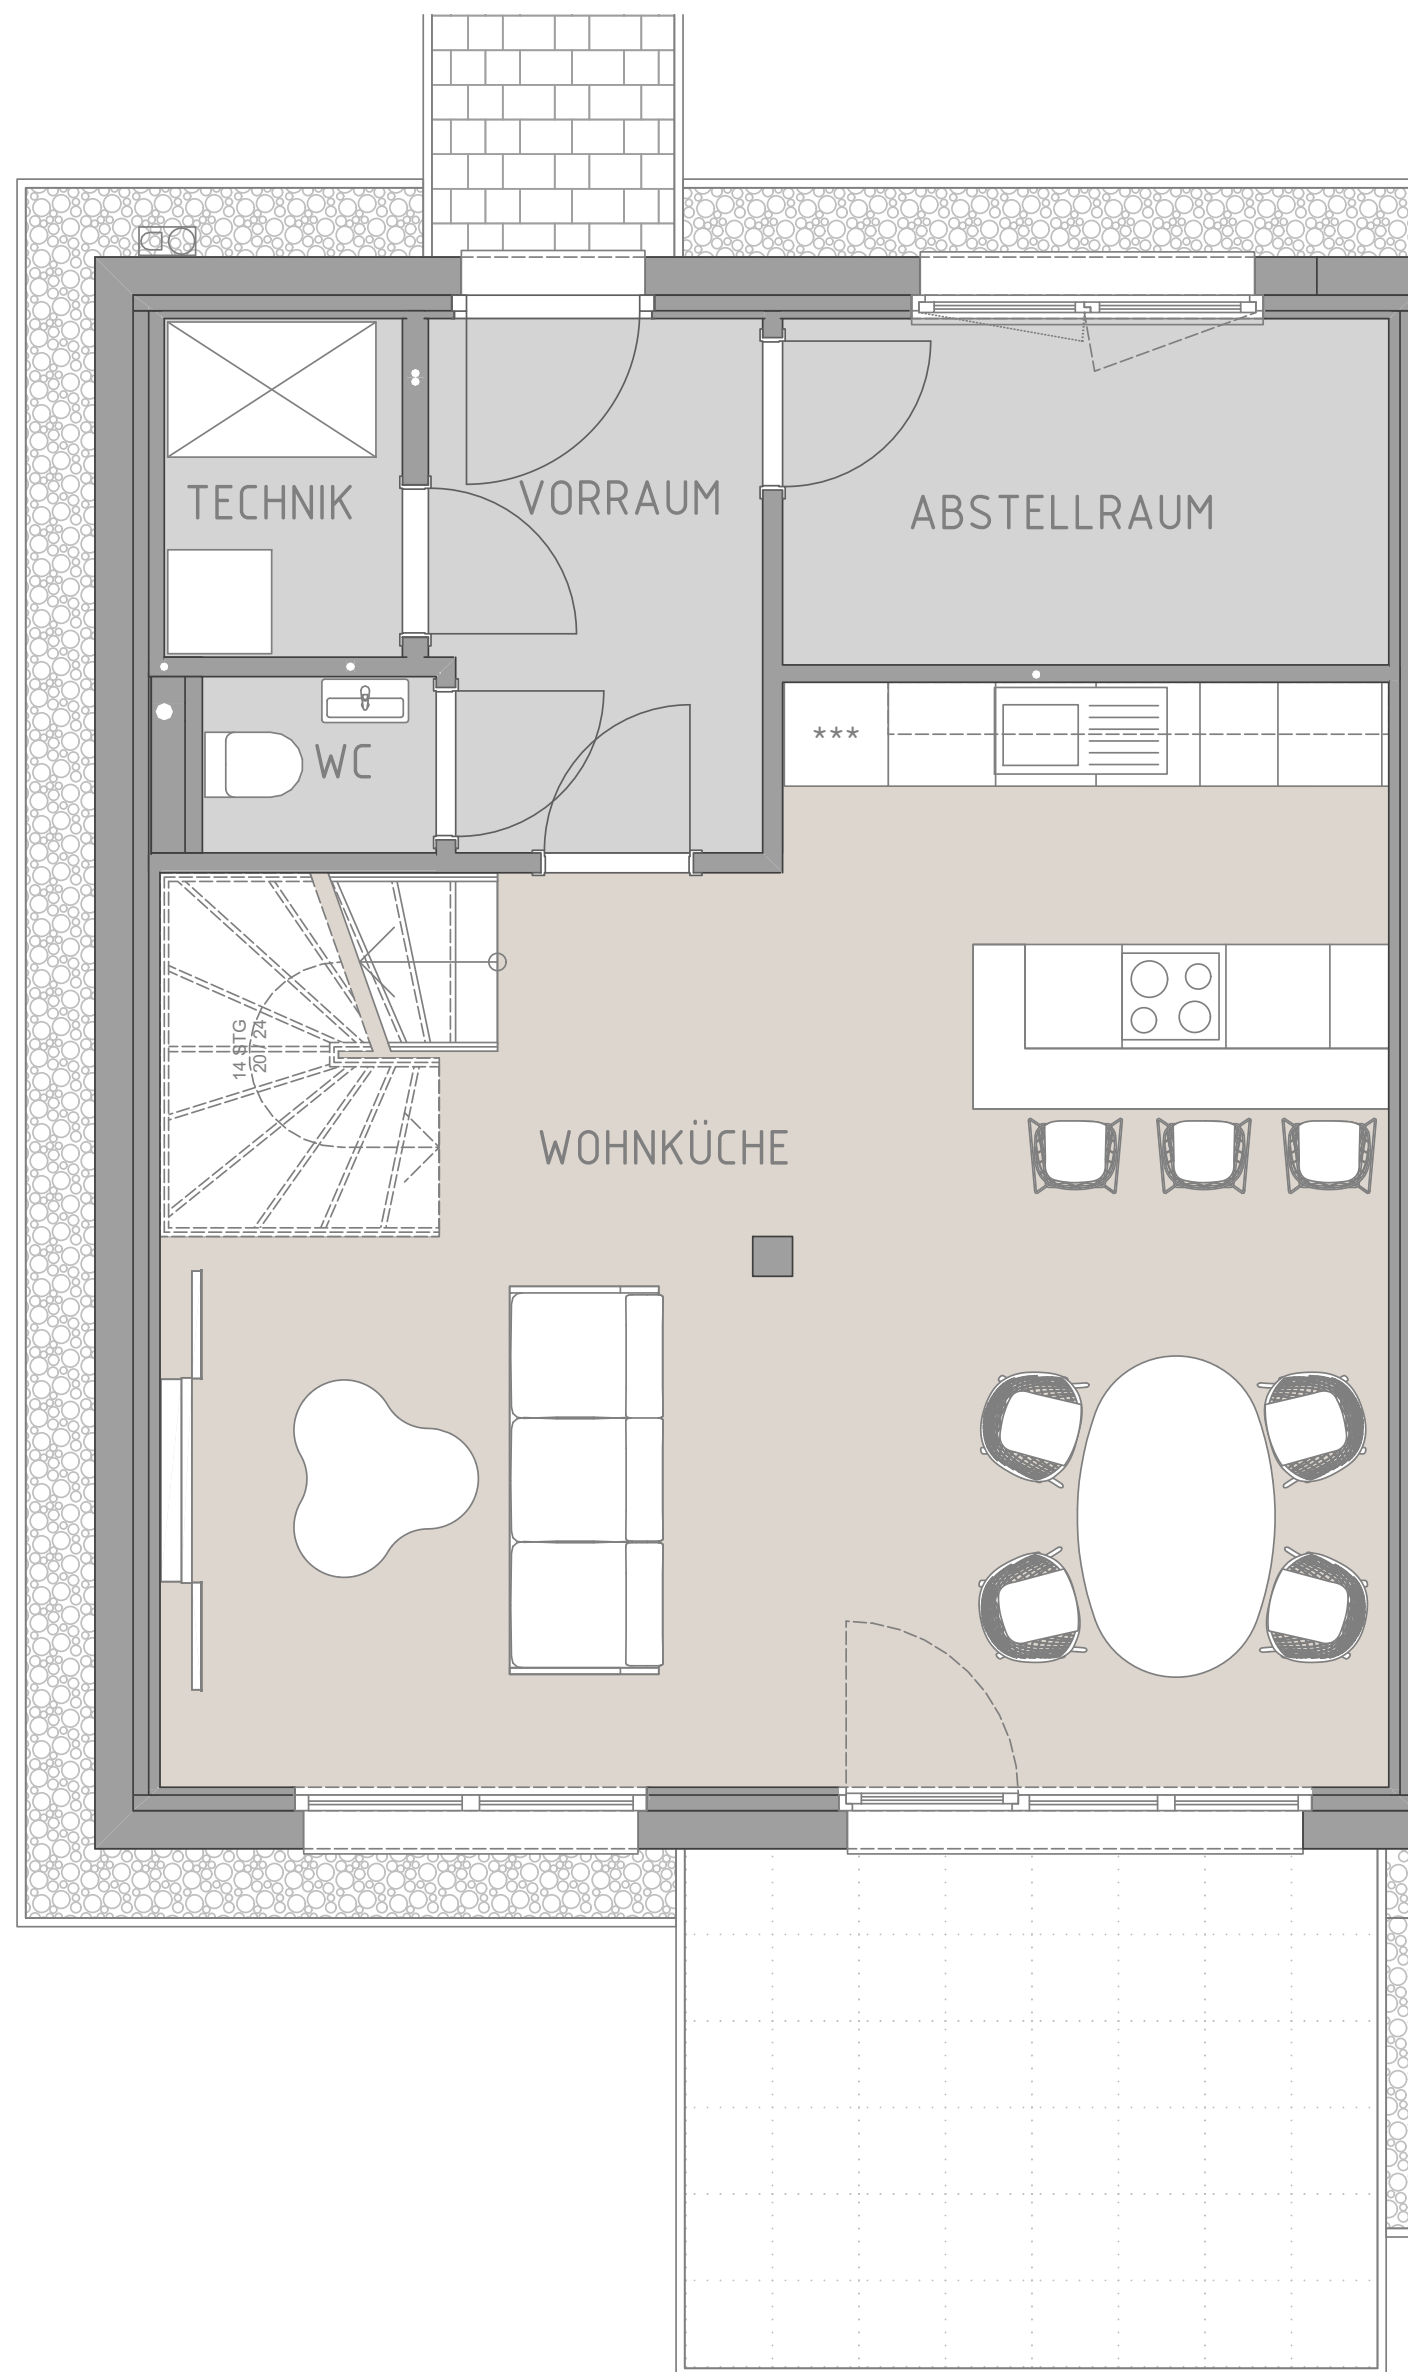 TECHNIK
VORRAUM
ABSTELLRAUM
WC
***
14 STG
20 / 24
WOHNKÜCHE